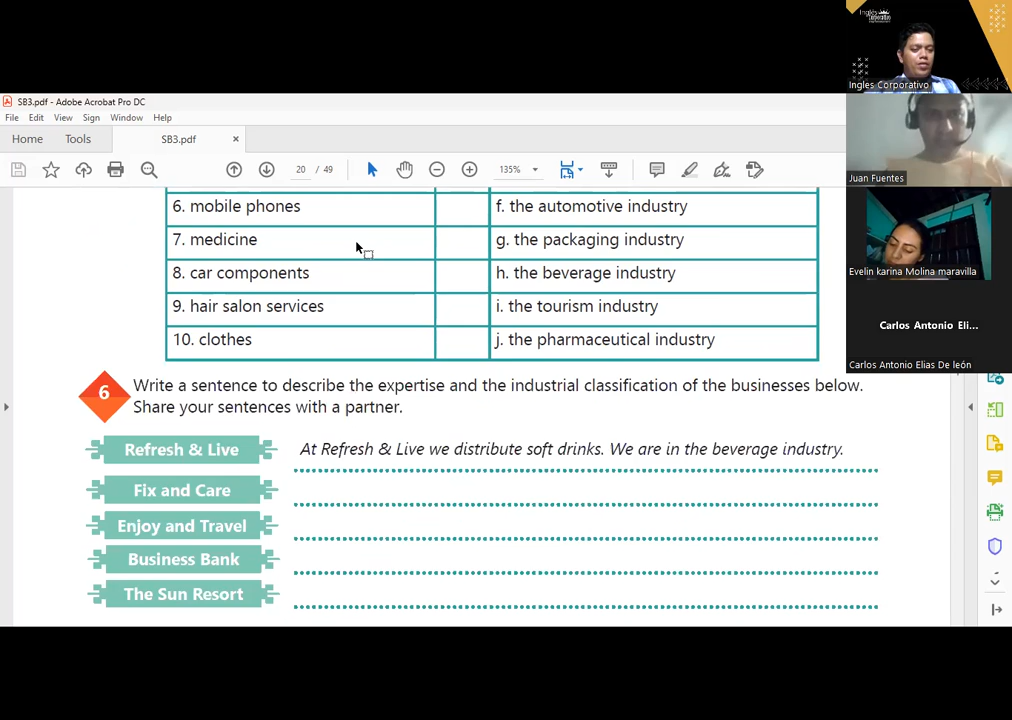 Inglés
Corporativo
Ingles Corporativo
SB3.pdf - Adobe Acrobat Pro DC
File Edit View Sign Window Help
Home Tools SB3.pdf ×
20 / 49 135%
Juan Fuentes
6. mobile phones f. the automotive industry
7. medicine g. the packaging industry
8. car components h. the beverage industry
9. hair salon services i. the tourism industry
10. clothes j. the pharmaceutical industry
Evelin karina Molina maravilla
Carlos Antonio Eli...
Carlos Antonio Elias De león
6 Write a sentence to describe the expertise and the industrial classification of the businesses below.
Share your sentences with a partner.
Refresh & Live At Refresh & Live we distribute soft drinks. We are in the beverage industry.
Fix and Care
Enjoy and Travel
Business Bank
The Sun Resort